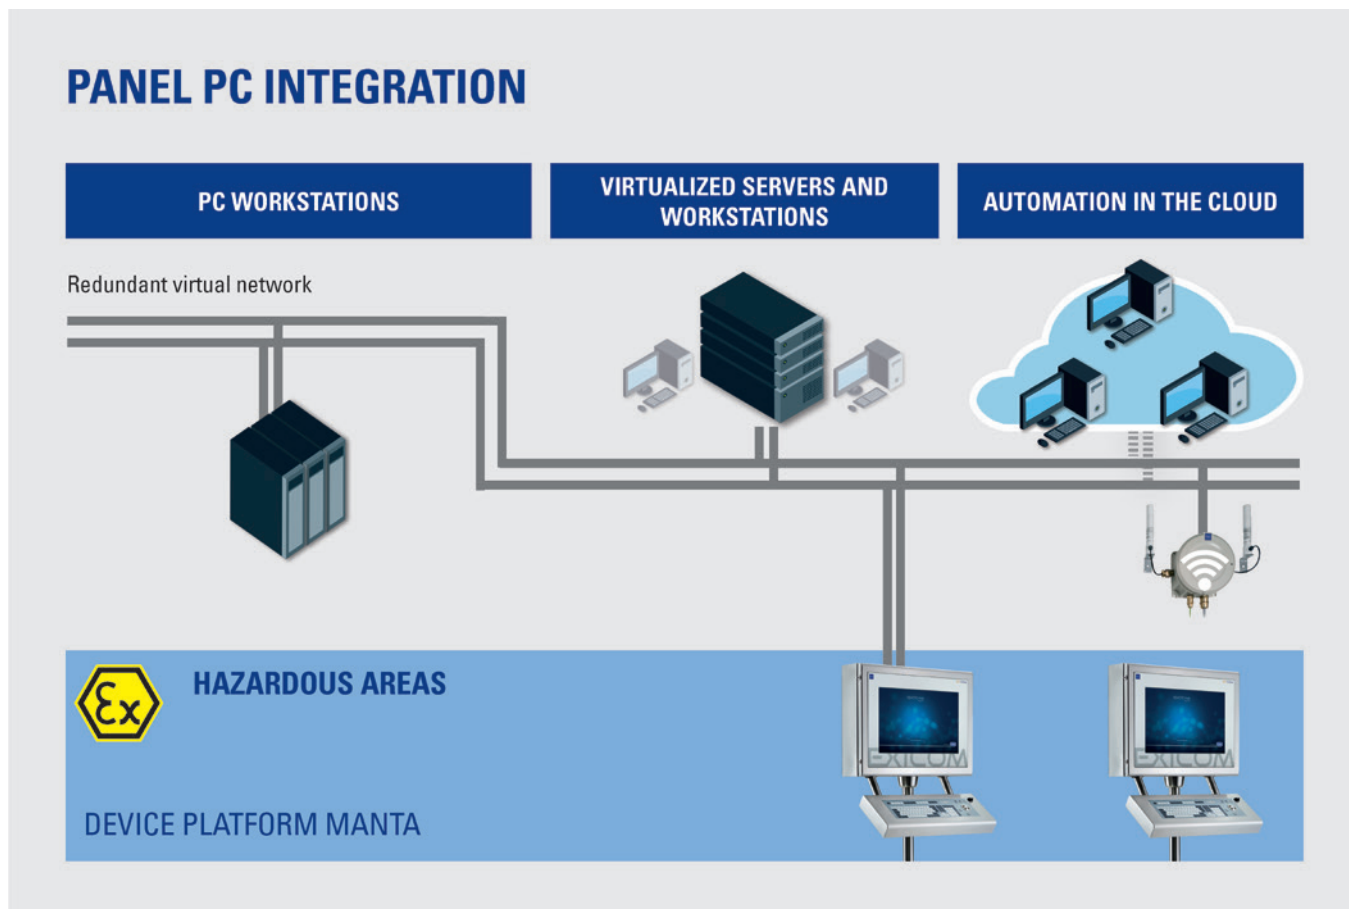 PANEL PC INTEGRATION
PC WORKSTATIONS
VIRTUALIZED SERVERS AND
WORKSTATIONS
AUTOMATION IN THE CLOUD
Redundant virtual network
Ex
HAZARDOUS AREAS
EXICOM
EXICOM
DEVICE PLATFORM MANTA